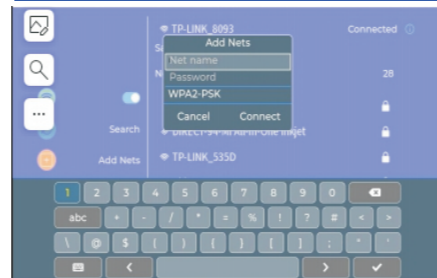 TP-LINK_8093 Connected
Add Nets
Net name
Password
28
WPA2-PSK
Cancel Connect
Search
Add Nets TP-LINK_535D
1 2 3 4 5 6 7 8 9 0
abc + - / * = % ! ? # < >
\ @ $ ( ) { } [ ] ; " '